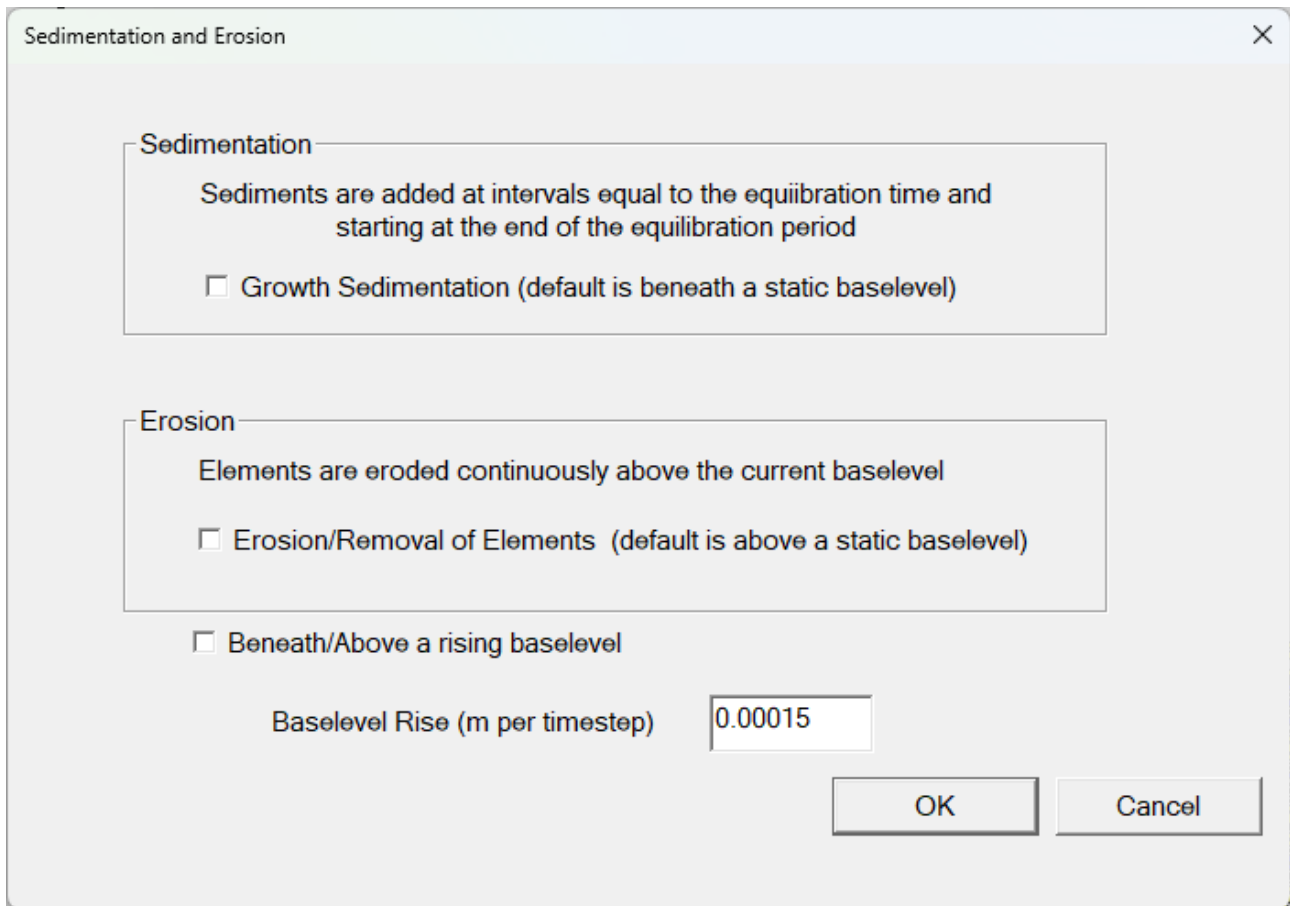 Sedimentation and Erosion
Sedimentation
Sediments are added at intervals equal to the equiibration time and
starting at the end of the equilibration period
Growth Sedimentation (default is beneath a static baselevel)
Erosion
Elements are eroded continuously above the current baselevel
Erosion/Removal of Elements (default is above a static baselevel)
Beneath/Above a rising baselevel
Baselevel Rise (m per timestep) 0.00015
OK Cancel